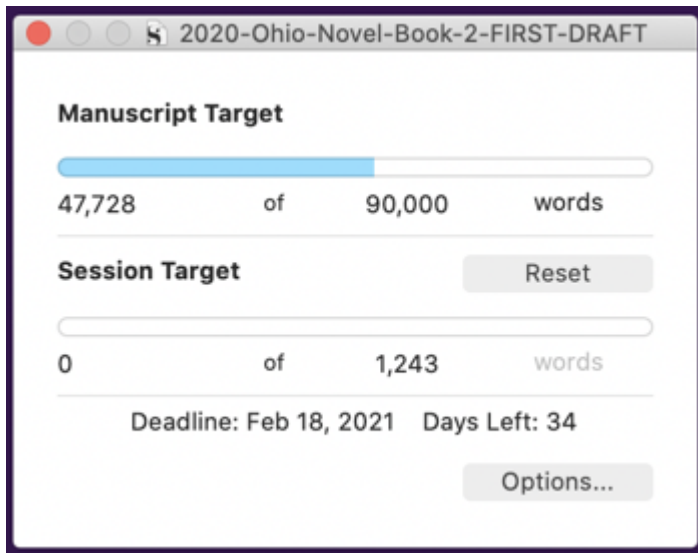 2020-Ohio-Novel-Book-2-FIRST-DRAFT
Manuscript Target
47,728 of 90,000 words
Session Target Reset
0 of 1,243 words
Deadline: Feb 18, 2021 Days Left: 34
Options...